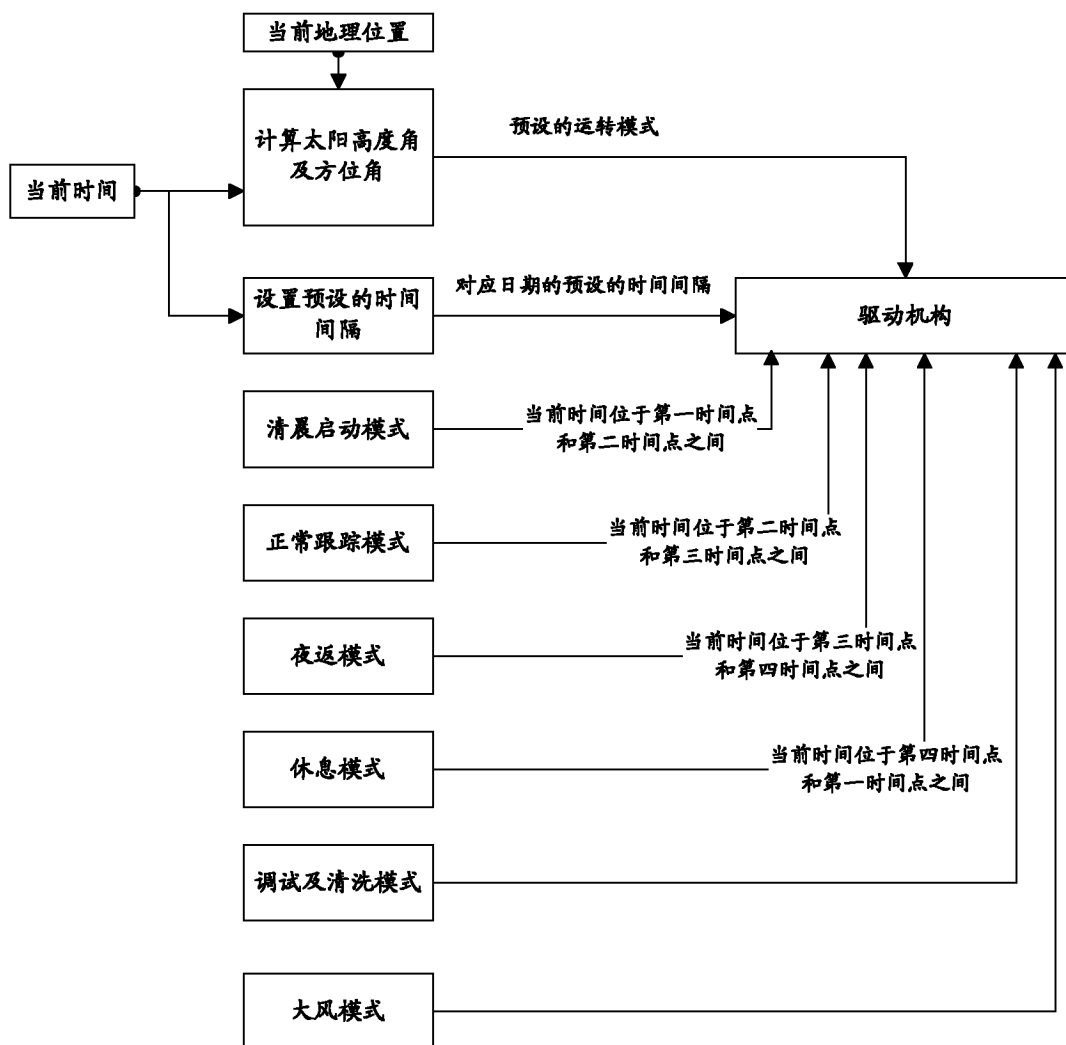 当前地理位置
计算太阳高度角
及方位角
预设的运转模式
当前时间
设置预设的时间
间隔
对应日期的预设的时间间隔
驱动机构
清晨启动模式
当前时间位于第一时间点
和第二时间点之间
正常跟踪模式
当前时间位于第二时间点
和第三时间点之间
夜返模式
当前时间位于第三时间点
和第四时间点之间
休息模式
当前时间位于第四时间点
和第一时间点之间
调试及清洗模式
大风模式